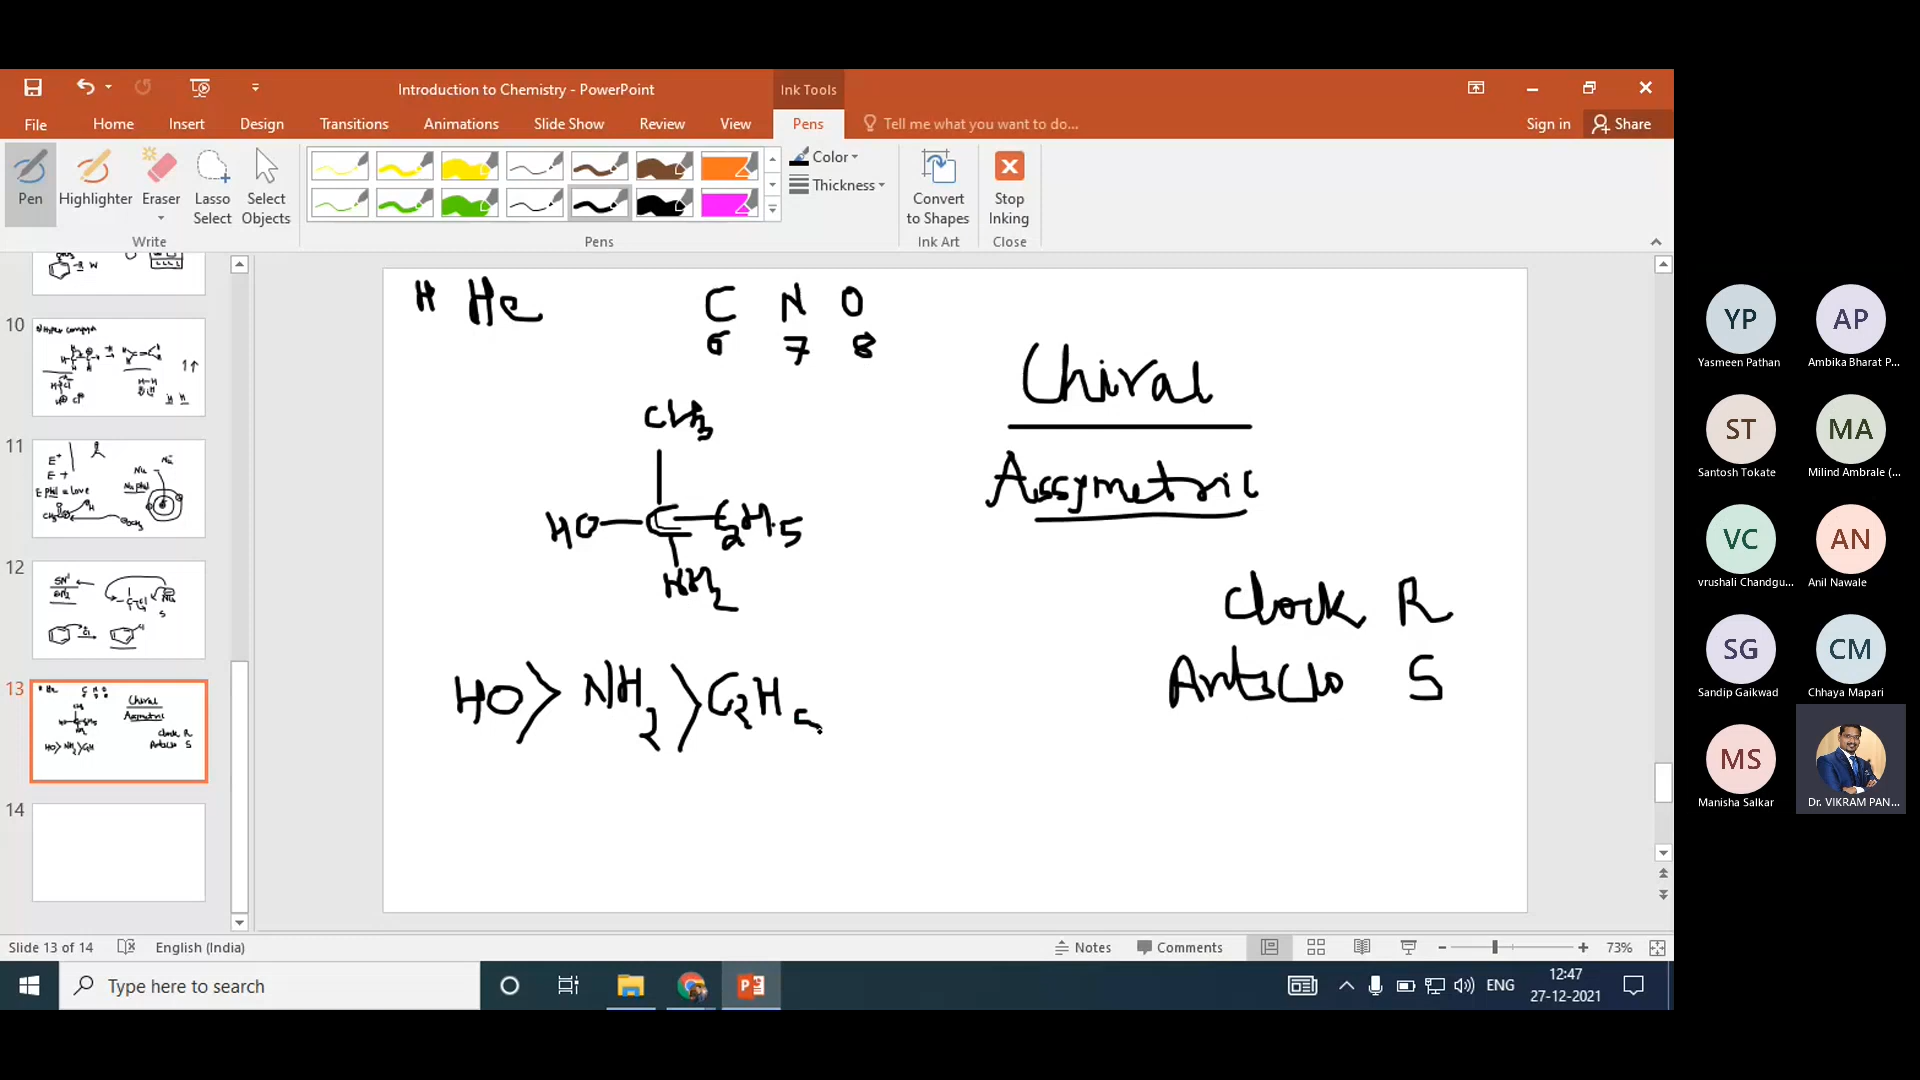 Introduction to Chemistry - PowerPoint
Ink Tools
File Home Insert Design Transitions Animations Slide Show Review View Pens Tell me what you want to do... Sign in Share
Pen Highlighter Eraser Lasso Select Select Objects
Color
Thickness
Convert to Shapes
Stop Inking
Write Pens Ink Art Close
10
11
12
13
14
H He C N O
6 7 8
Chiral
Assymetric
CH3
HO C C2H5
NH2
Clock R
Anticlo S
HO > NH2 > C2H5
YP AP
Yasmeen Pathan Ambika Bharat P...
ST MA
Santosh Tokate Milind Ambrale (...
VC AN
vrushali Chandgu... Anil Nawale
SG CM
Sandip Gaikwad Chhaya Mapari
MS
Manisha Salkar Dr. VIKRAM PAN...
Slide 13 of 14 English (India) Notes Comments 73%
Type here to search
ENG
12:47
27-12-2021